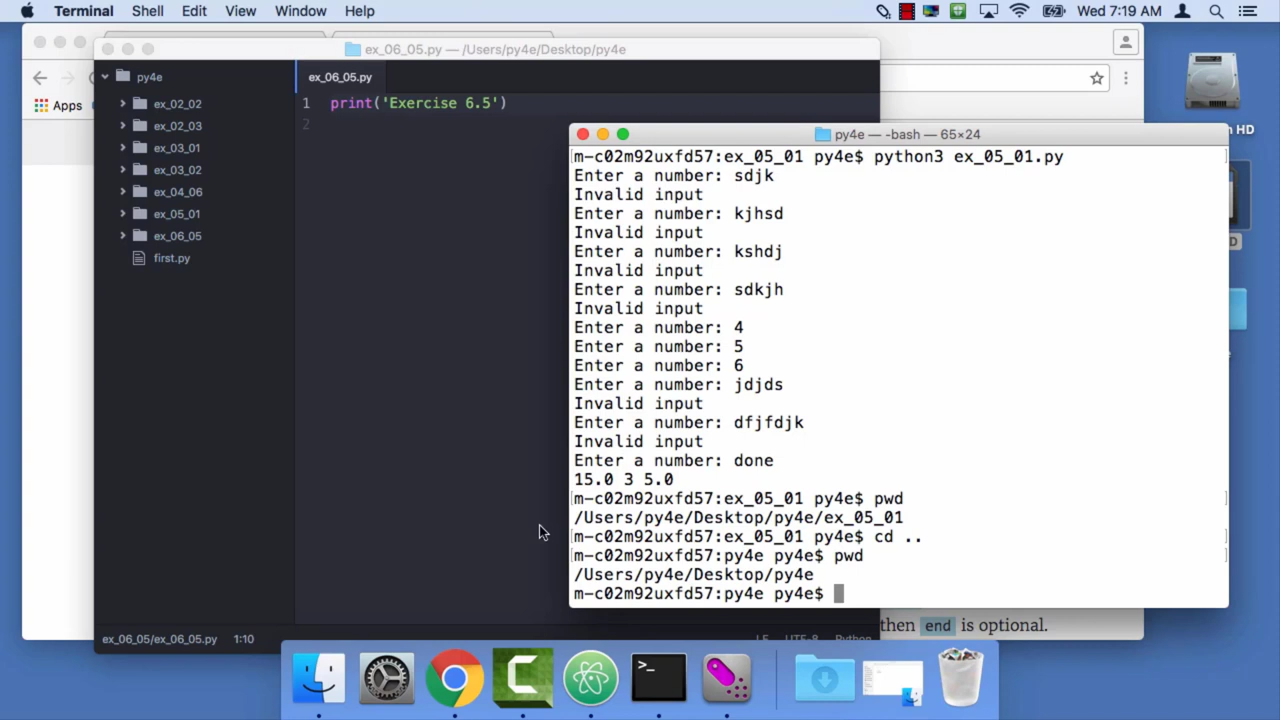 Terminal Shell Edit View Window Help Wed 7:19 AM
ex_06_05.py — /Users/py4e/Desktop/py4e
Apps
py4e
ex_02_02
ex_02_03
ex_03_01
ex_03_02
ex_04_06
ex_05_01
ex_06_05
first.py
ex_06_05.py
1 print('Exercise 6.5')
2
ex_06_05/ex_06_05.py 1:10 LF UTF-8 Python
py4e — -bash — 65×24
m-c02m92uxfd57:ex_05_01 py4e$ python3 ex_05_01.py
Enter a number: sdjk
Invalid input
Enter a number: kjhsd
Invalid input
Enter a number: kshdj
Invalid input
Enter a number: sdkjh
Invalid input
Enter a number: 4
Enter a number: 5
Enter a number: 6
Enter a number: jdjds
Invalid input
Enter a number: dfjfdjk
Invalid input
Enter a number: done
15.0 3 5.0
m-c02m92uxfd57:ex_05_01 py4e$ pwd
/Users/py4e/Desktop/py4e/ex_05_01
m-c02m92uxfd57:ex_05_01 py4e$ cd ..
m-c02m92uxfd57:py4e py4e$ pwd
/Users/py4e/Desktop/py4e
m-c02m92uxfd57:py4e py4e$
then end is optional.
HD